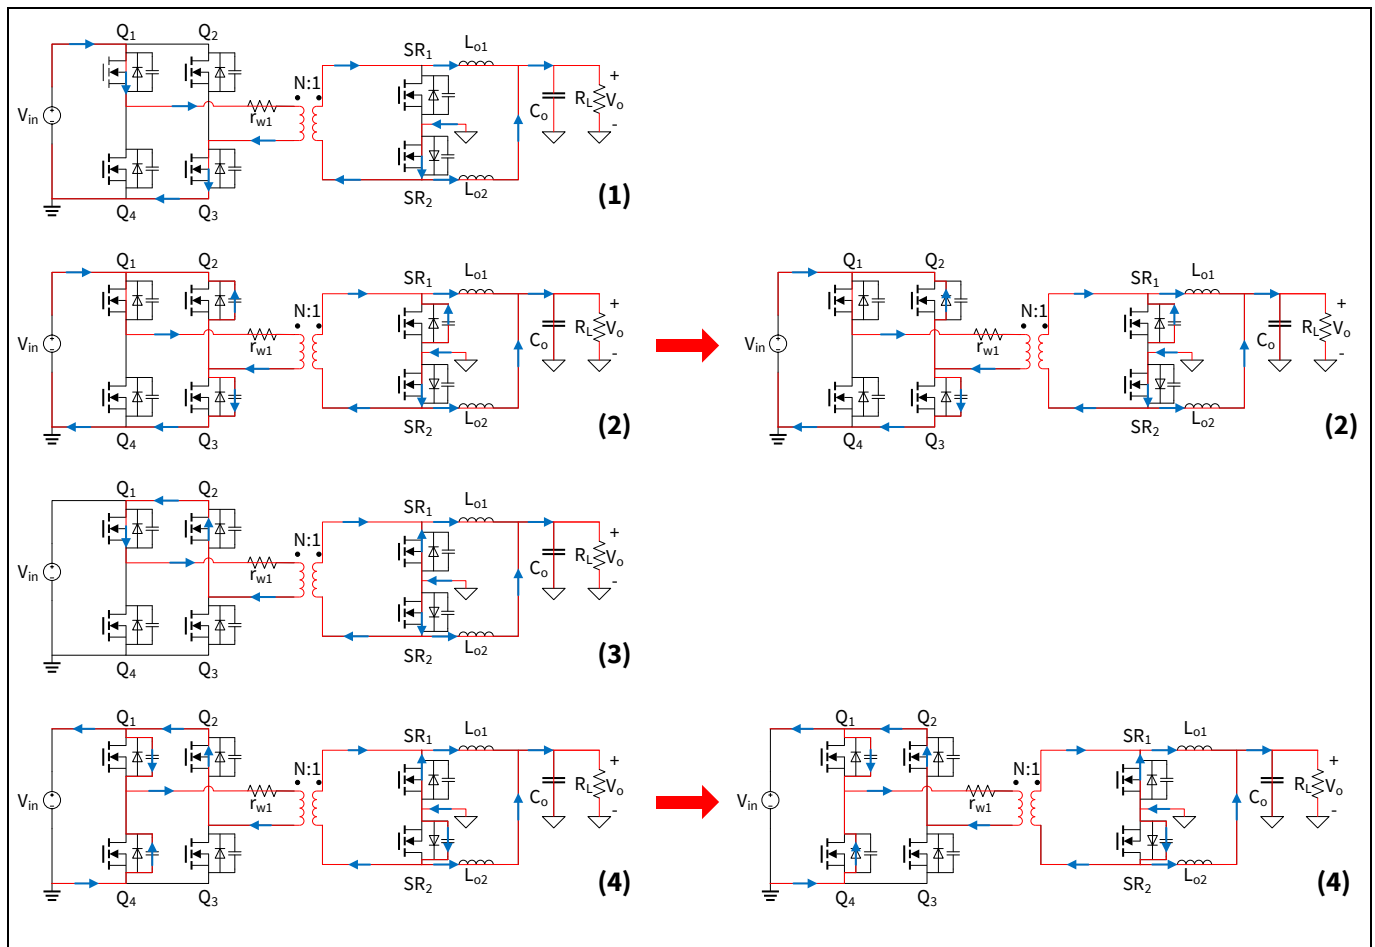 Q1 Q2 SR1 Lo1
N:1 +
Vin rw1 Co RL Vo
-
Q4 Q3 SR2 Lo2 (1)
Q1 Q2 SR1 Lo1 Q1 Q2 SR1 Lo1
N:1 + N:1 +
Vin rw1 Co RL Vo Vin rw1 Co RL Vo
- -
Q4 Q3 SR2 Lo2 (2) Q4 Q3 SR2 Lo2 (2)
Q1 Q2 SR1 Lo1
N:1 +
Vin rw1 Co RL Vo
-
Q4 Q3 SR2 Lo2 (3)
Q1 Q2 SR1 Lo1 Q1 Q2 SR1 Lo1
N:1 + N:1 +
Vin rw1 Co RL Vo Vin rw1 Co RL Vo
- -
Q4 Q3 SR2 Lo2 (4) Q4 Q3 SR2 Lo2 (4)